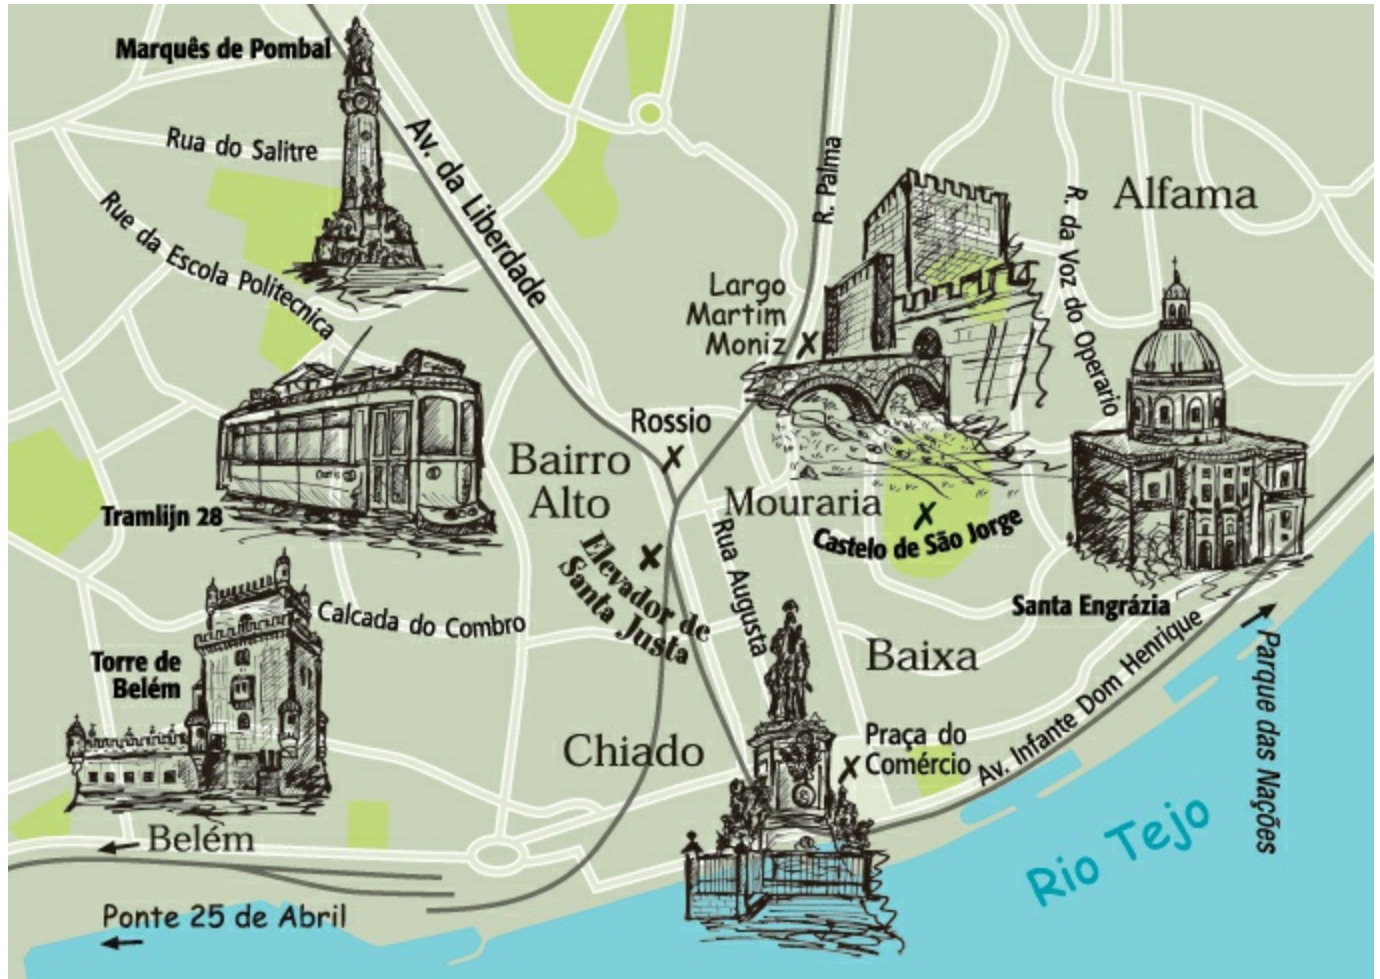 Marquês de Pombal
Rua do Salitre
Av. da Liberdade
R. Palma
Alfama
Rue da Escola Politecnica
R. da Voz do Operario
Largo
Martim
Moniz
Rossio
Bairro
Alto
Mouraria
Tramlijn 28
Castelo de São Jorge
Elevador de
Santa Justa
Rua Augusta
Santa Engrázia
Calcada do Combro
Torre de
Belém
Baixa
Parque das Nações
Chiado
Praça do
Comércio
Av. Infante Dom Henrique
Rio Tejo
Belém
Ponte 25 de Abril